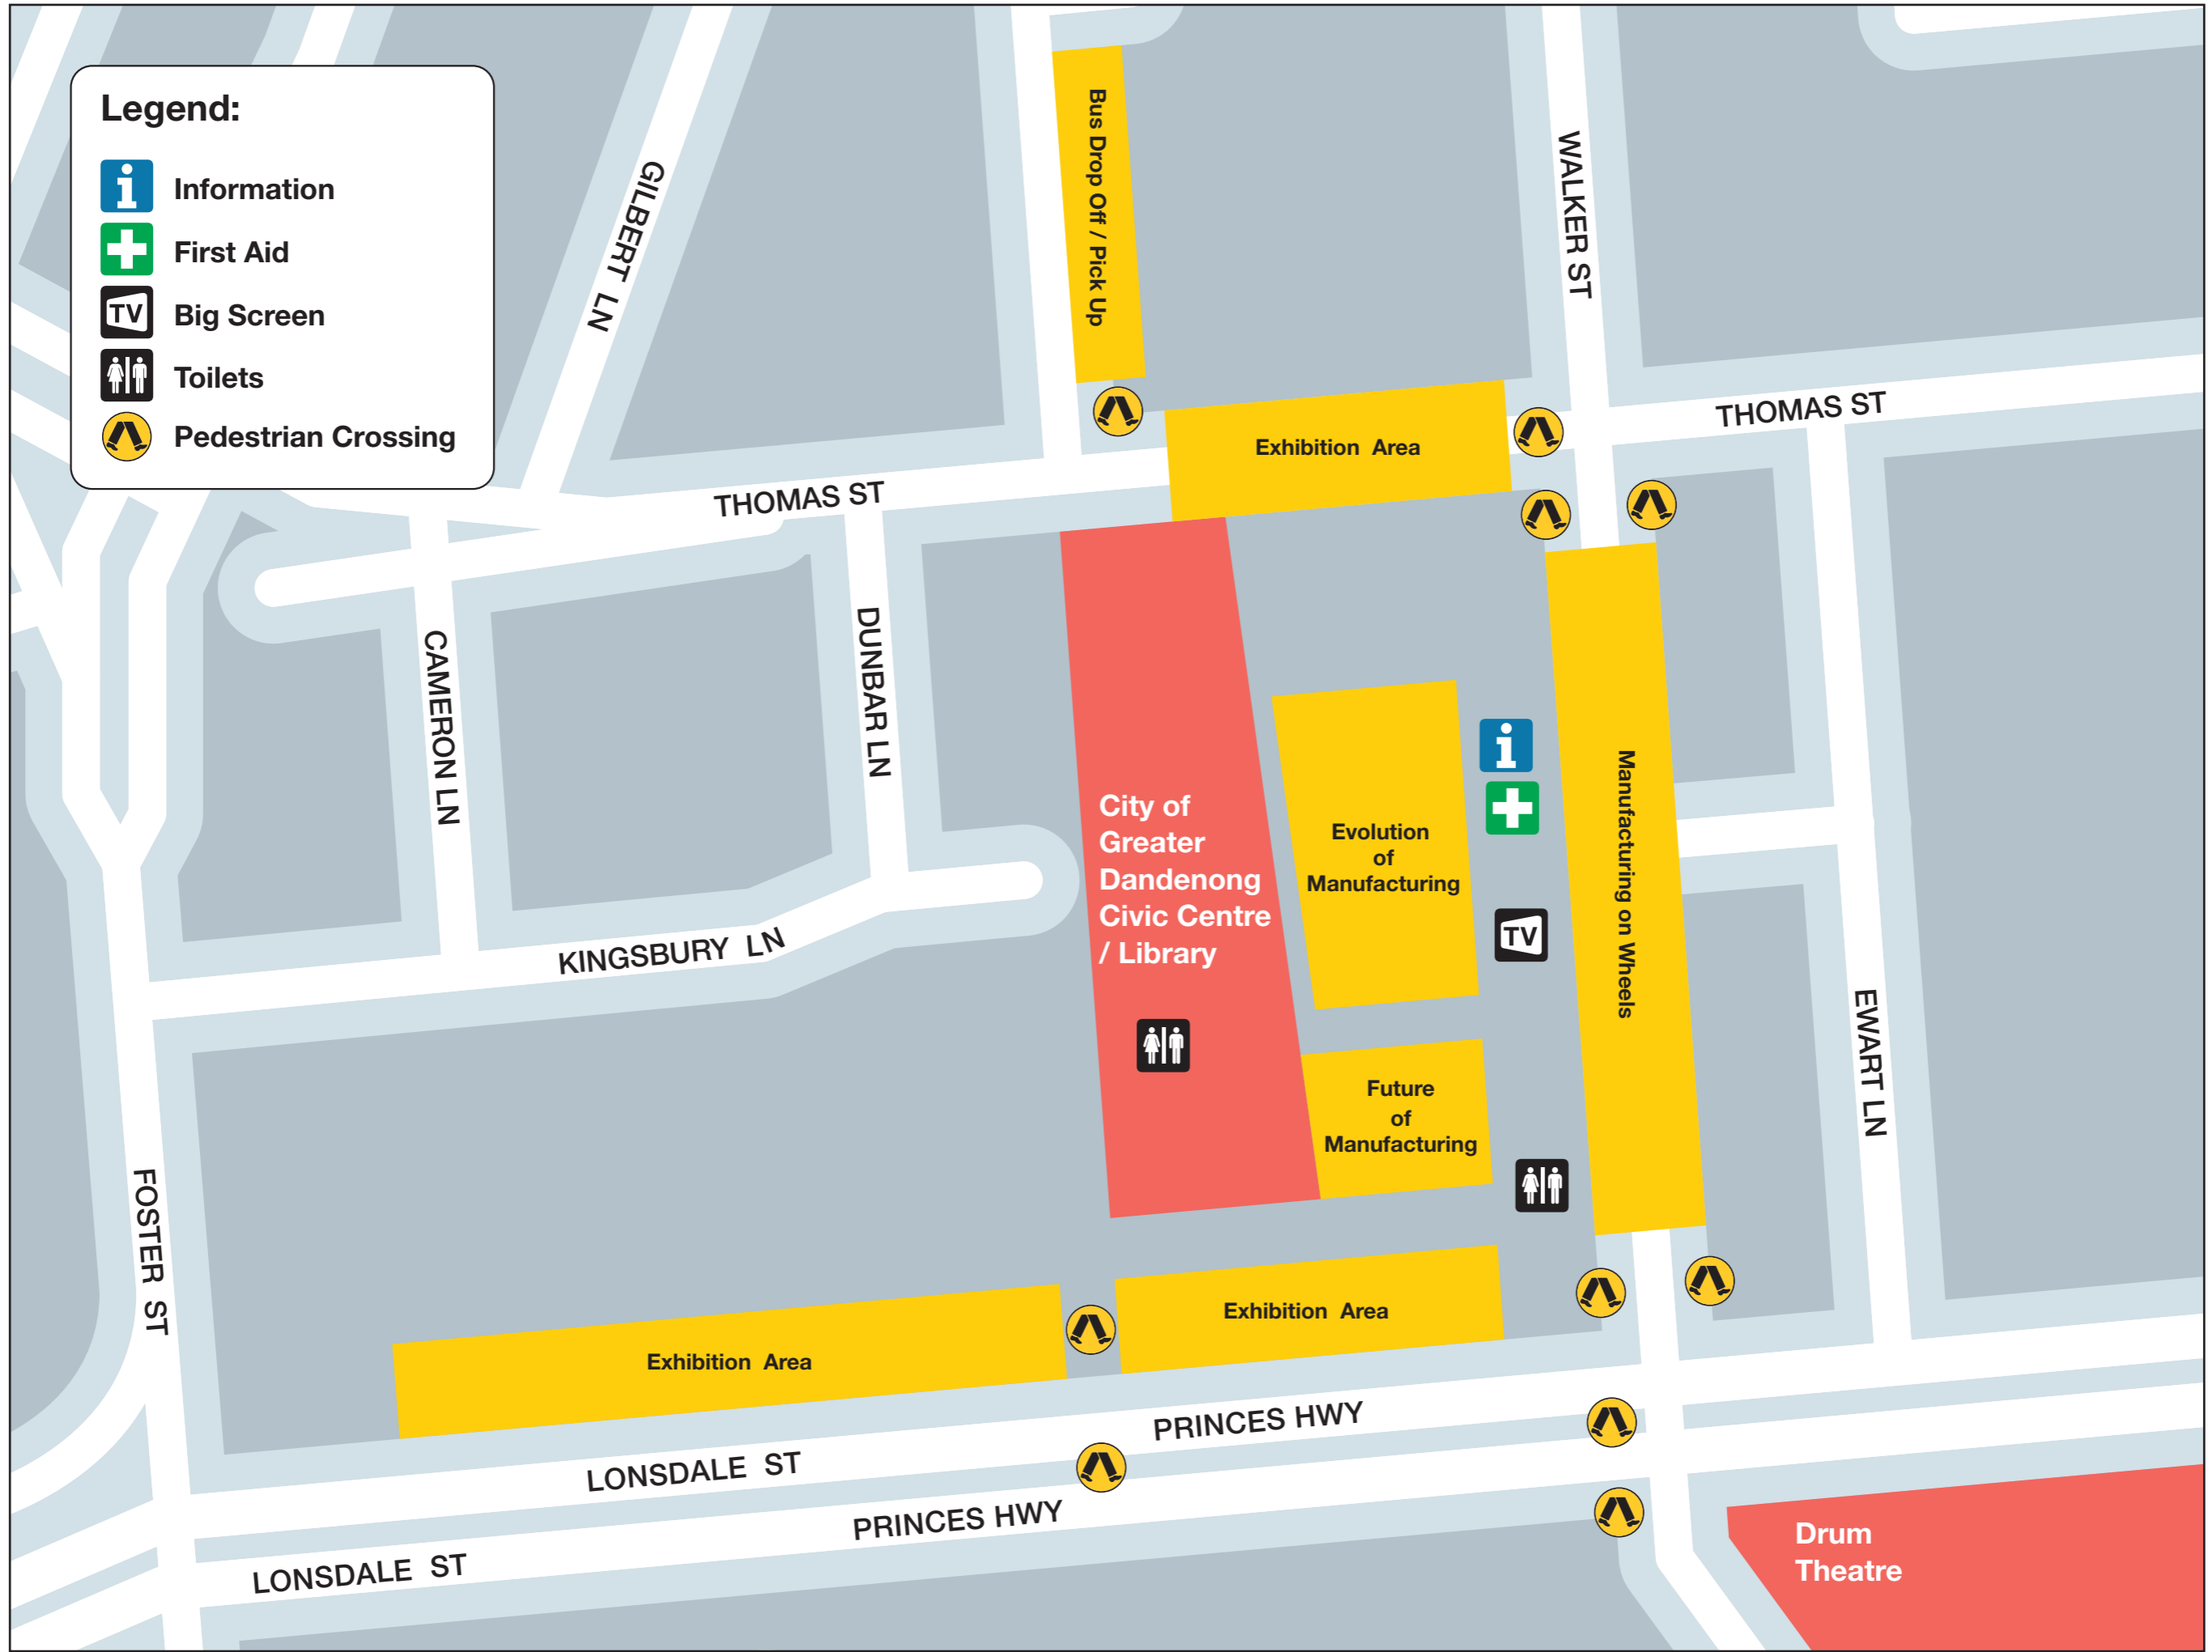 Legend:
Information
First Aid
TV
Big Screen
Toilets
Pedestrian Crossing
GILBERT LN
Bus Drop Off / Pick Up
WALKER ST
THOMAS ST
Exhibition Area
THOMAS ST
CAMERON LN
DUNBAR LN
City of
Greater
Dandenong
Civic Centre
/ Library
Evolution
of
Manufacturing
TV
Manufacturing on Wheels
KINGSBURY LN
EWART LN
Future
of
Manufacturing
FOSTER ST
Exhibition Area
Exhibition Area
PRINCES HWY
LONSDALE ST
PRINCES HWY
LONSDALE ST
Drum
Theatre